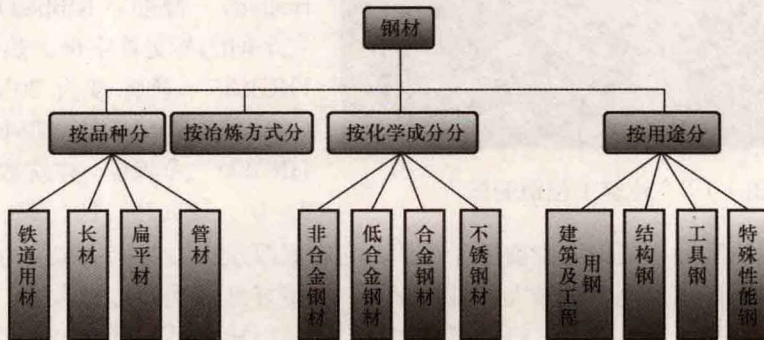 钢材
按品种分
按冶炼方式分
按化学成分分
按用途分
铁道用材
长材
扁平材
管材
非合金钢材
低合金钢材
合金钢材
不锈钢材
建筑及工程
用钢
结构钢
工具钢
特殊性能钢